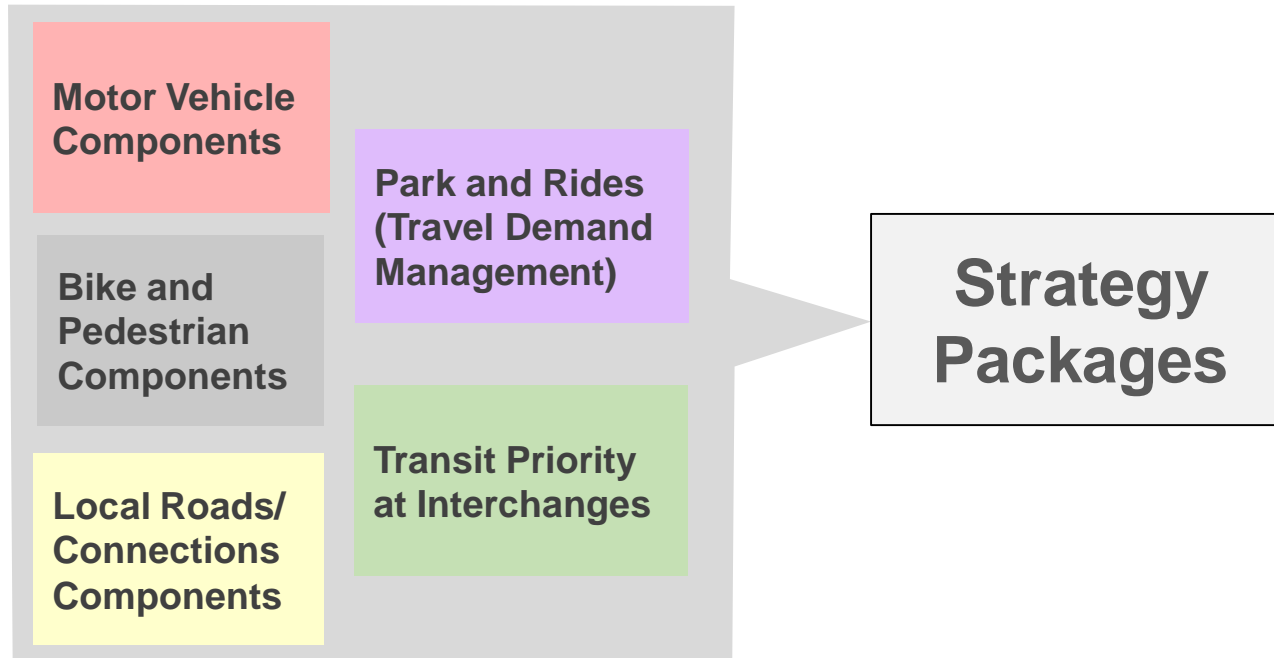 Motor Vehicle
Components
Bike and
Pedestrian
Components
Local Roads/
Connections
Components
Park and Rides
(Travel Demand
Management)
Transit Priority
at Interchanges
Strategy
Packages